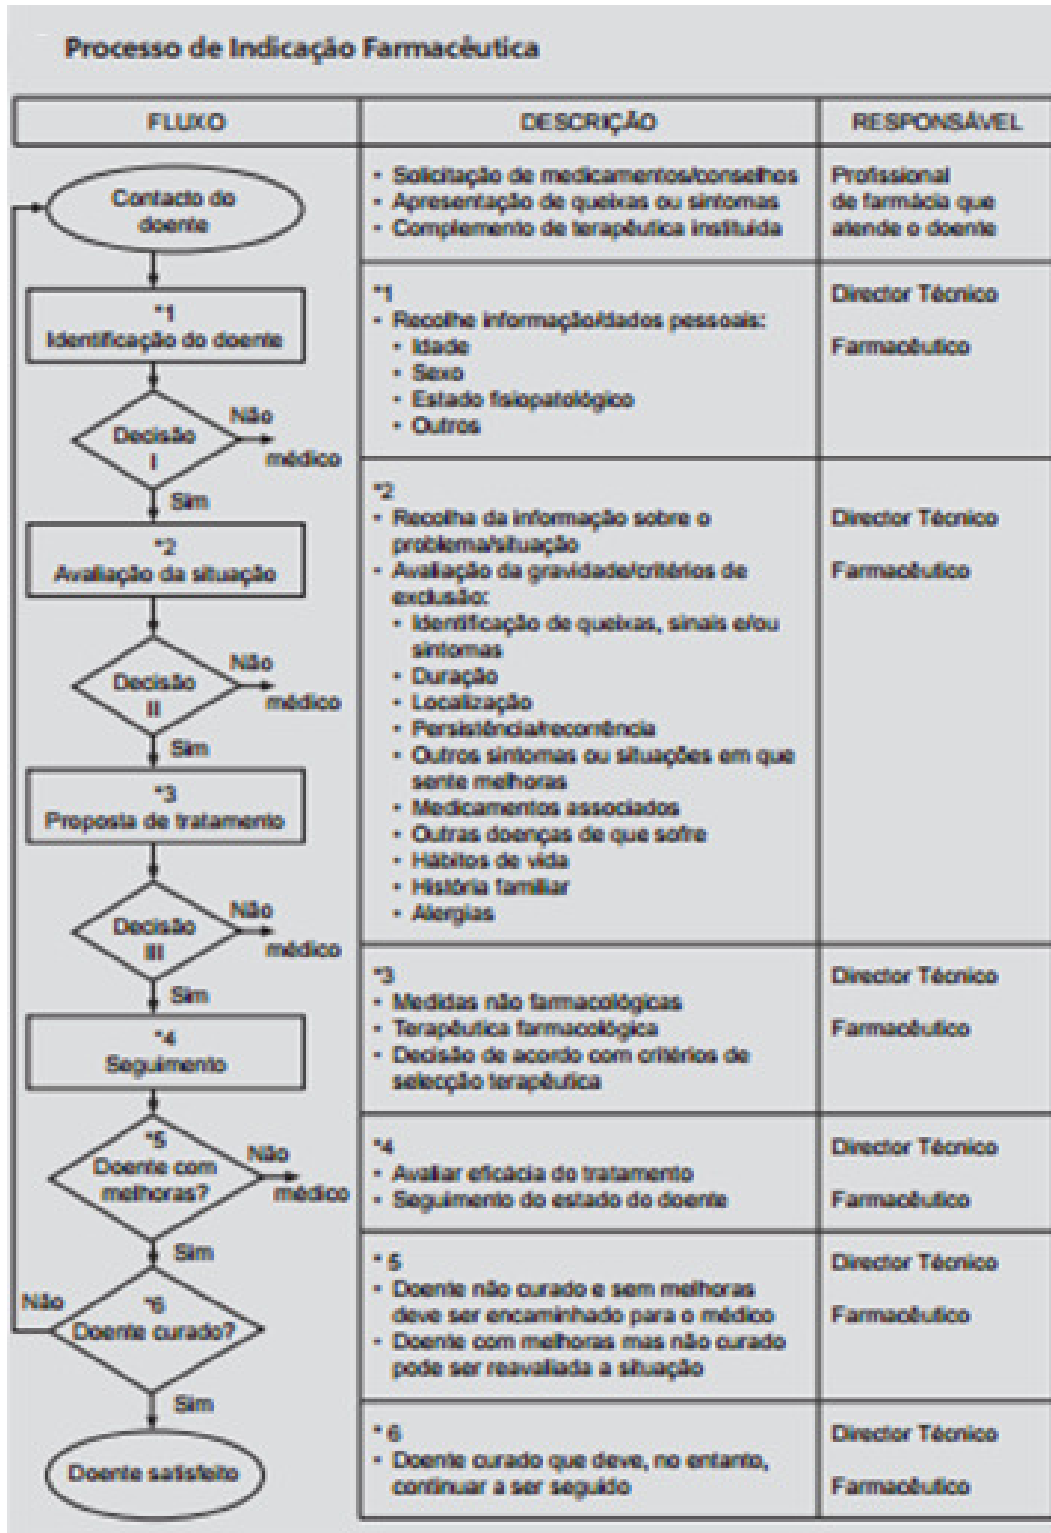 Processo de Indicação Farmacêutica
FLUXO
DESCRIÇÃO
RESPONSÁVEL
Contacto do
doente
• Solicitação de medicamentos/conselhos
• Apresentação de queixas ou sintomas
• Complemento de terapêutica instituída
Profissional
de farmácia que
atende o doente
*1
Identificação do doente
Decisão
I
Não
médico
Sim
*1
• Recolhe informação/dados pessoais:
• Idade
• Sexo
• Estado fisiopatológico
• Outros
Director Técnico
Farmacêutico
*2
Avaliação da situação
Decisão
II
Não
médico
Sim
*3
Proposta de tratamento
Decisão
III
Não
médico
Sim
*2
• Recolha da informação sobre o
problema/situação
• Avaliação da gravidade/critérios de
exclusão:
• Identificação de queixas, sinais e/ou
sintomas
• Duração
• Localização
• Persistência/recorrência
• Outros sintomas ou situações em que
sente melhoras
• Medicamentos associados
• Outras doenças de que sofre
• Hábitos de vida
• História familiar
• Alergias
Director Técnico
Farmacêutico
*4
Seguimento
*3
• Medidas não farmacológicas
• Terapêutica farmacológica
• Decisão de acordo com critérios de
selecção terapêutica
Director Técnico
Farmacêutico
*5
Doente com
melhoras?
Não
médico
Sim
*4
• Avaliar eficácia do tratamento
• Seguimento do estado do doente
Director Técnico
Farmacêutico
*6
Doente curado?
Não
Sim
* 5
• Doente não curado e sem melhoras
deve ser encaminhado para o médico
• Doente com melhoras mas não curado
pode ser reavaliada a situação
Director Técnico
Farmacêutico
Doente satisfeito
* 6
• Doente curado que deve, no entanto,
continuar a ser seguido
Director Técnico
Farmacêutico